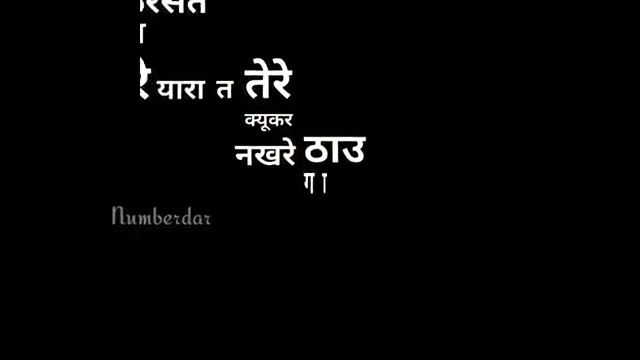 यारा त तेरे
क्यूकर
नखरे ठाउ
गा
Numberdar